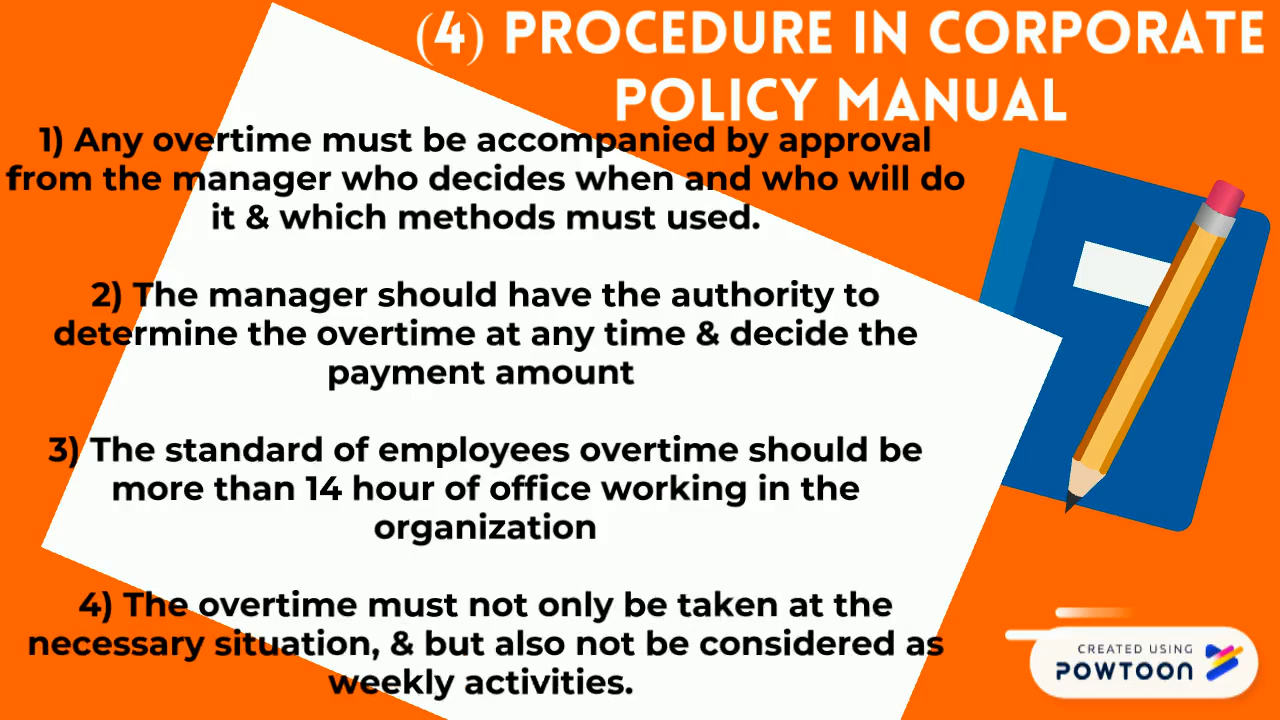 (4) PROCEDURE IN CORPORATE
POLICY MANUAL
1) Any overtime must be accompanied by approval
from the manager who decides when and who will do
it & which methods must used.
2) The manager should have the authority to
determine the overtime at any time & decide the
payment amount
3) The standard of employees overtime should be
more than 14 hour of office working in the
organization
4) The overtime must not only be taken at the
necessary situation, & but also not be considered as
weekly activities.
CREATED USING
POWTOON